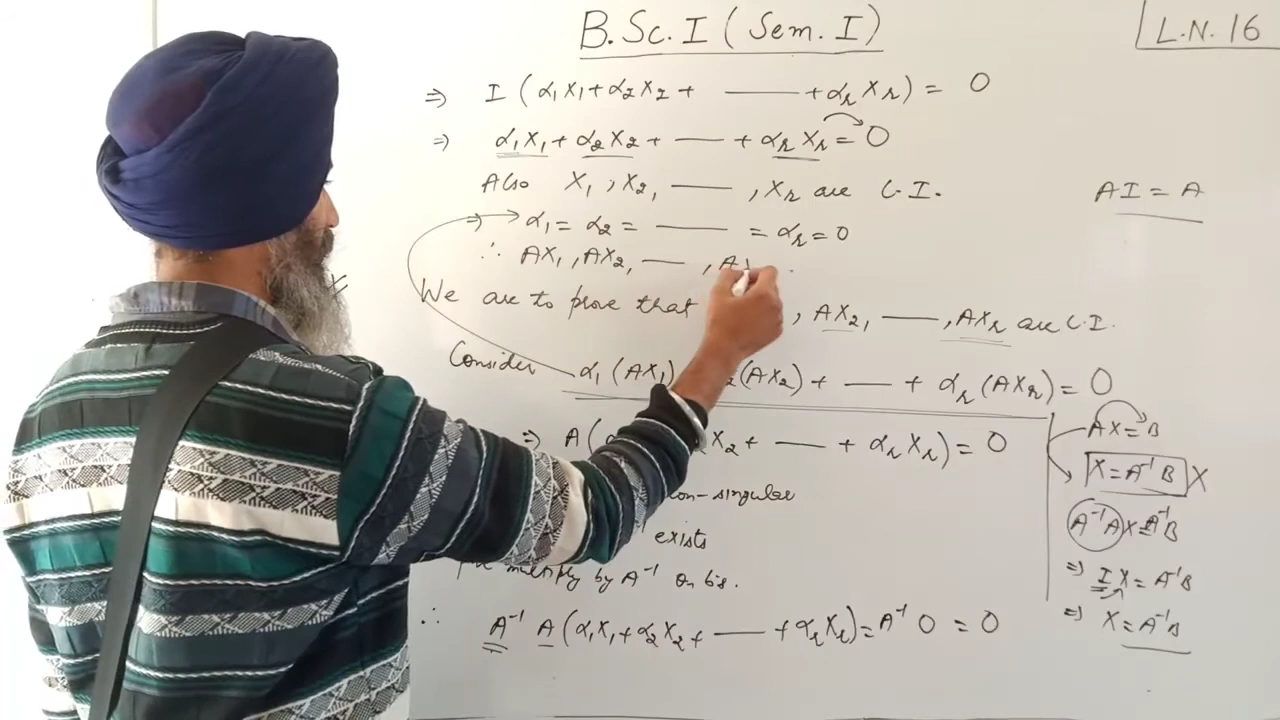 B.Sc. I ( Sem. I )
L.N. 16
⇒ I ( α₁X₁ + α₂X₂ + —— + αᵣXᵣ ) = 0
⇒ α₁X₁ + α₂X₂ + —— + αᵣXᵣ = 0
Also X₁, X₂, ——, Xᵣ are L.I.
AI = A
⇒ α₁ = α₂ = —— = αᵣ = 0
∴ AX₁, AX₂, ——, A
We are to prove that , AX₂, ——, AXᵣ are L.I.
Consider α₁ (AX₁) (AX₂) + —— + αᵣ (AXᵣ) = 0
⇒ A( X₂ + —— + αᵣXᵣ ) = 0
non-singular
exists
multiply by A⁻¹ on b.s.
∴ A⁻¹ A ( α₁X₁ + α₂X₂ + —— + αᵣXᵣ ) = A⁻¹ 0 = 0
AX = B
X = A⁻¹ B X
A⁻¹A X = A⁻¹B
⇒ I X = A⁻¹B
⇒ X = A⁻¹B